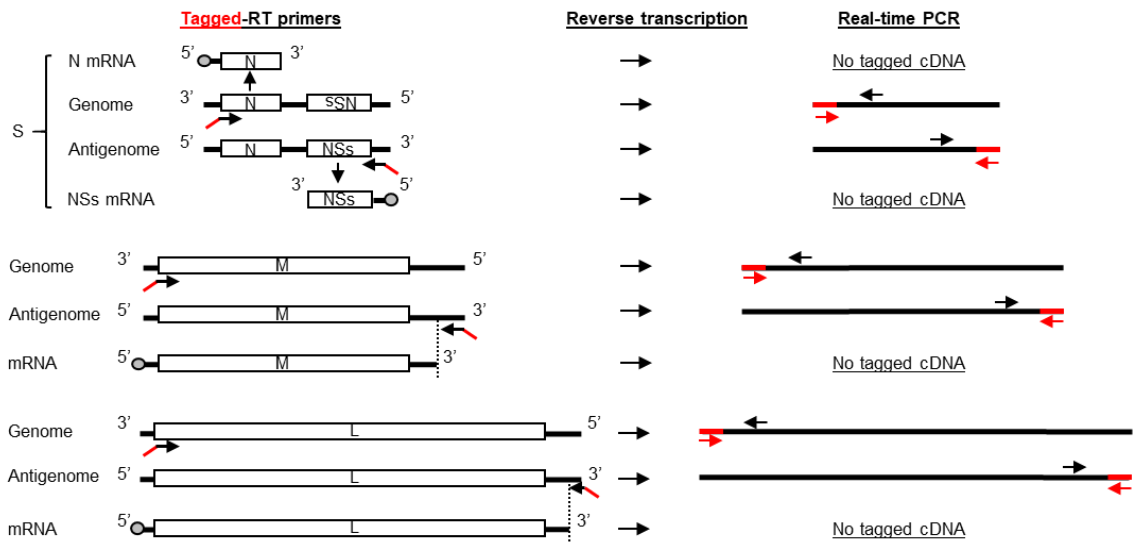 Tagged-RT primers Reverse transcription Real-time PCR
5’ 3’
N mRNA N No tagged cDNA
3’ 5’
Genome N NSs
S
5’ 3’
Antigenome N NSs
3’ 5’
NSs mRNA NSs No tagged cDNA
3’ 5’
Genome M
5’ 3’
Antigenome M
5’ 3’
mRNA M No tagged cDNA
3’ 5’
Genome L
5’ 3’
Antigenome L
5’ 3’
mRNA L No tagged cDNA